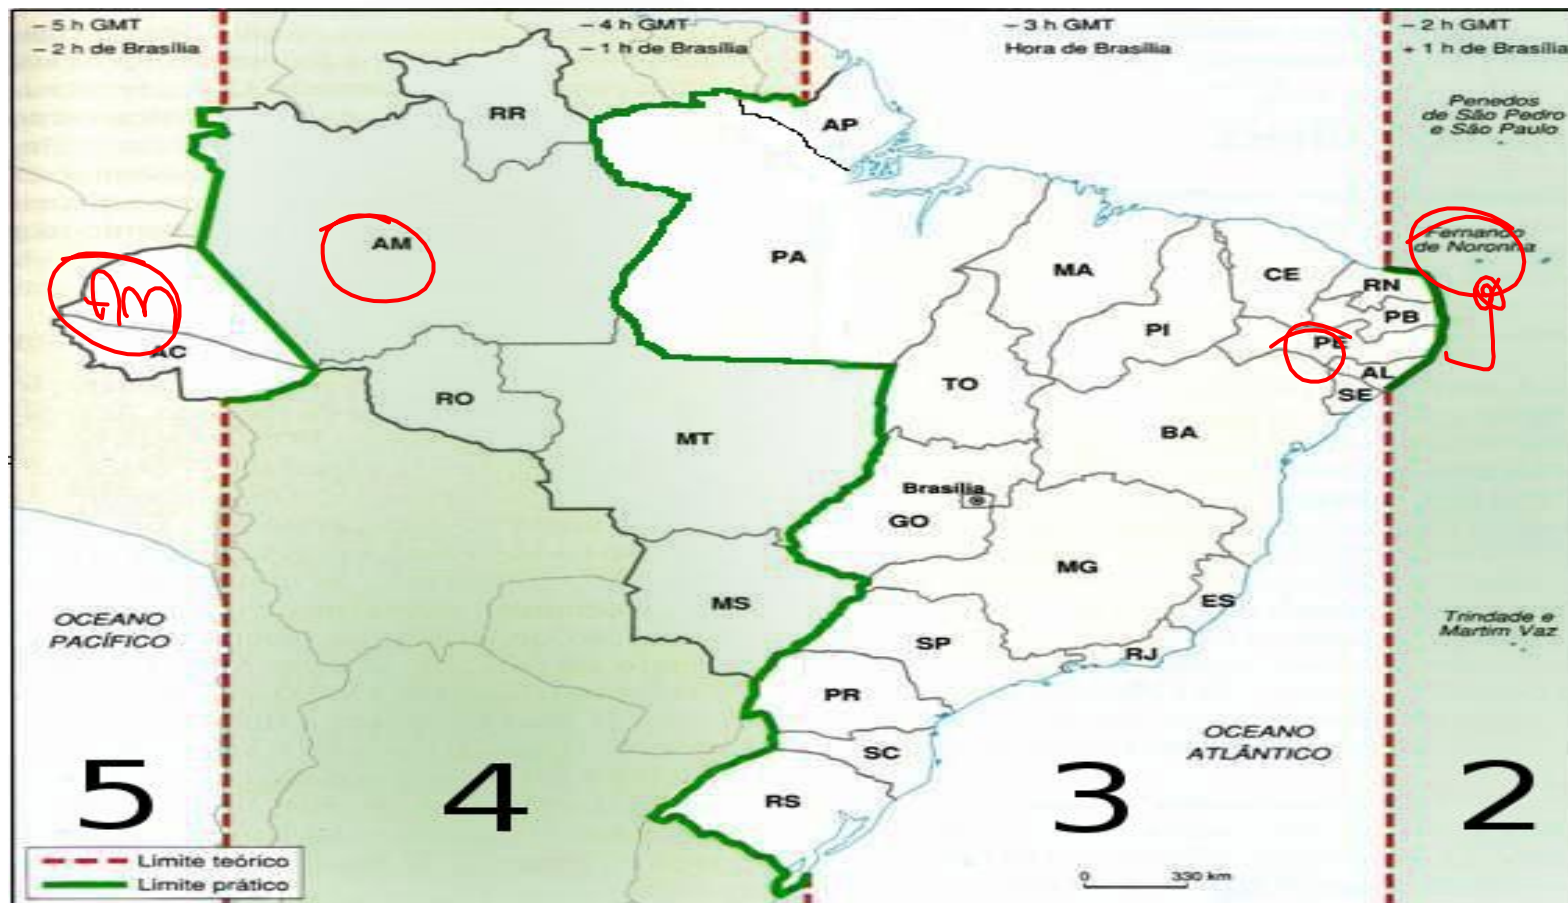 – 5 h GMT
– 2 h de Brasília
– 4 h GMT
– 1 h de Brasília
– 3 h GMT
Hora de Brasília
– 2 h GMT
+ 1 h de Brasília
RR
AP
Penedos
de São Pedro
e São Paulo
AM
PA
MA
CE
RN
Fernando
de Noronha
PB
PI
PE
AC
AL
SE
TO
RO
MT
BA
Brasília
GO
MG
MS
ES
SP
RJ
PR
SC
RS
OCEANO
PACÍFICO
Trindade e
Martim Vaz
OCEANO
ATLÂNTICO
5
4
3
2
Limite teórico
Limite prático
0 330 km